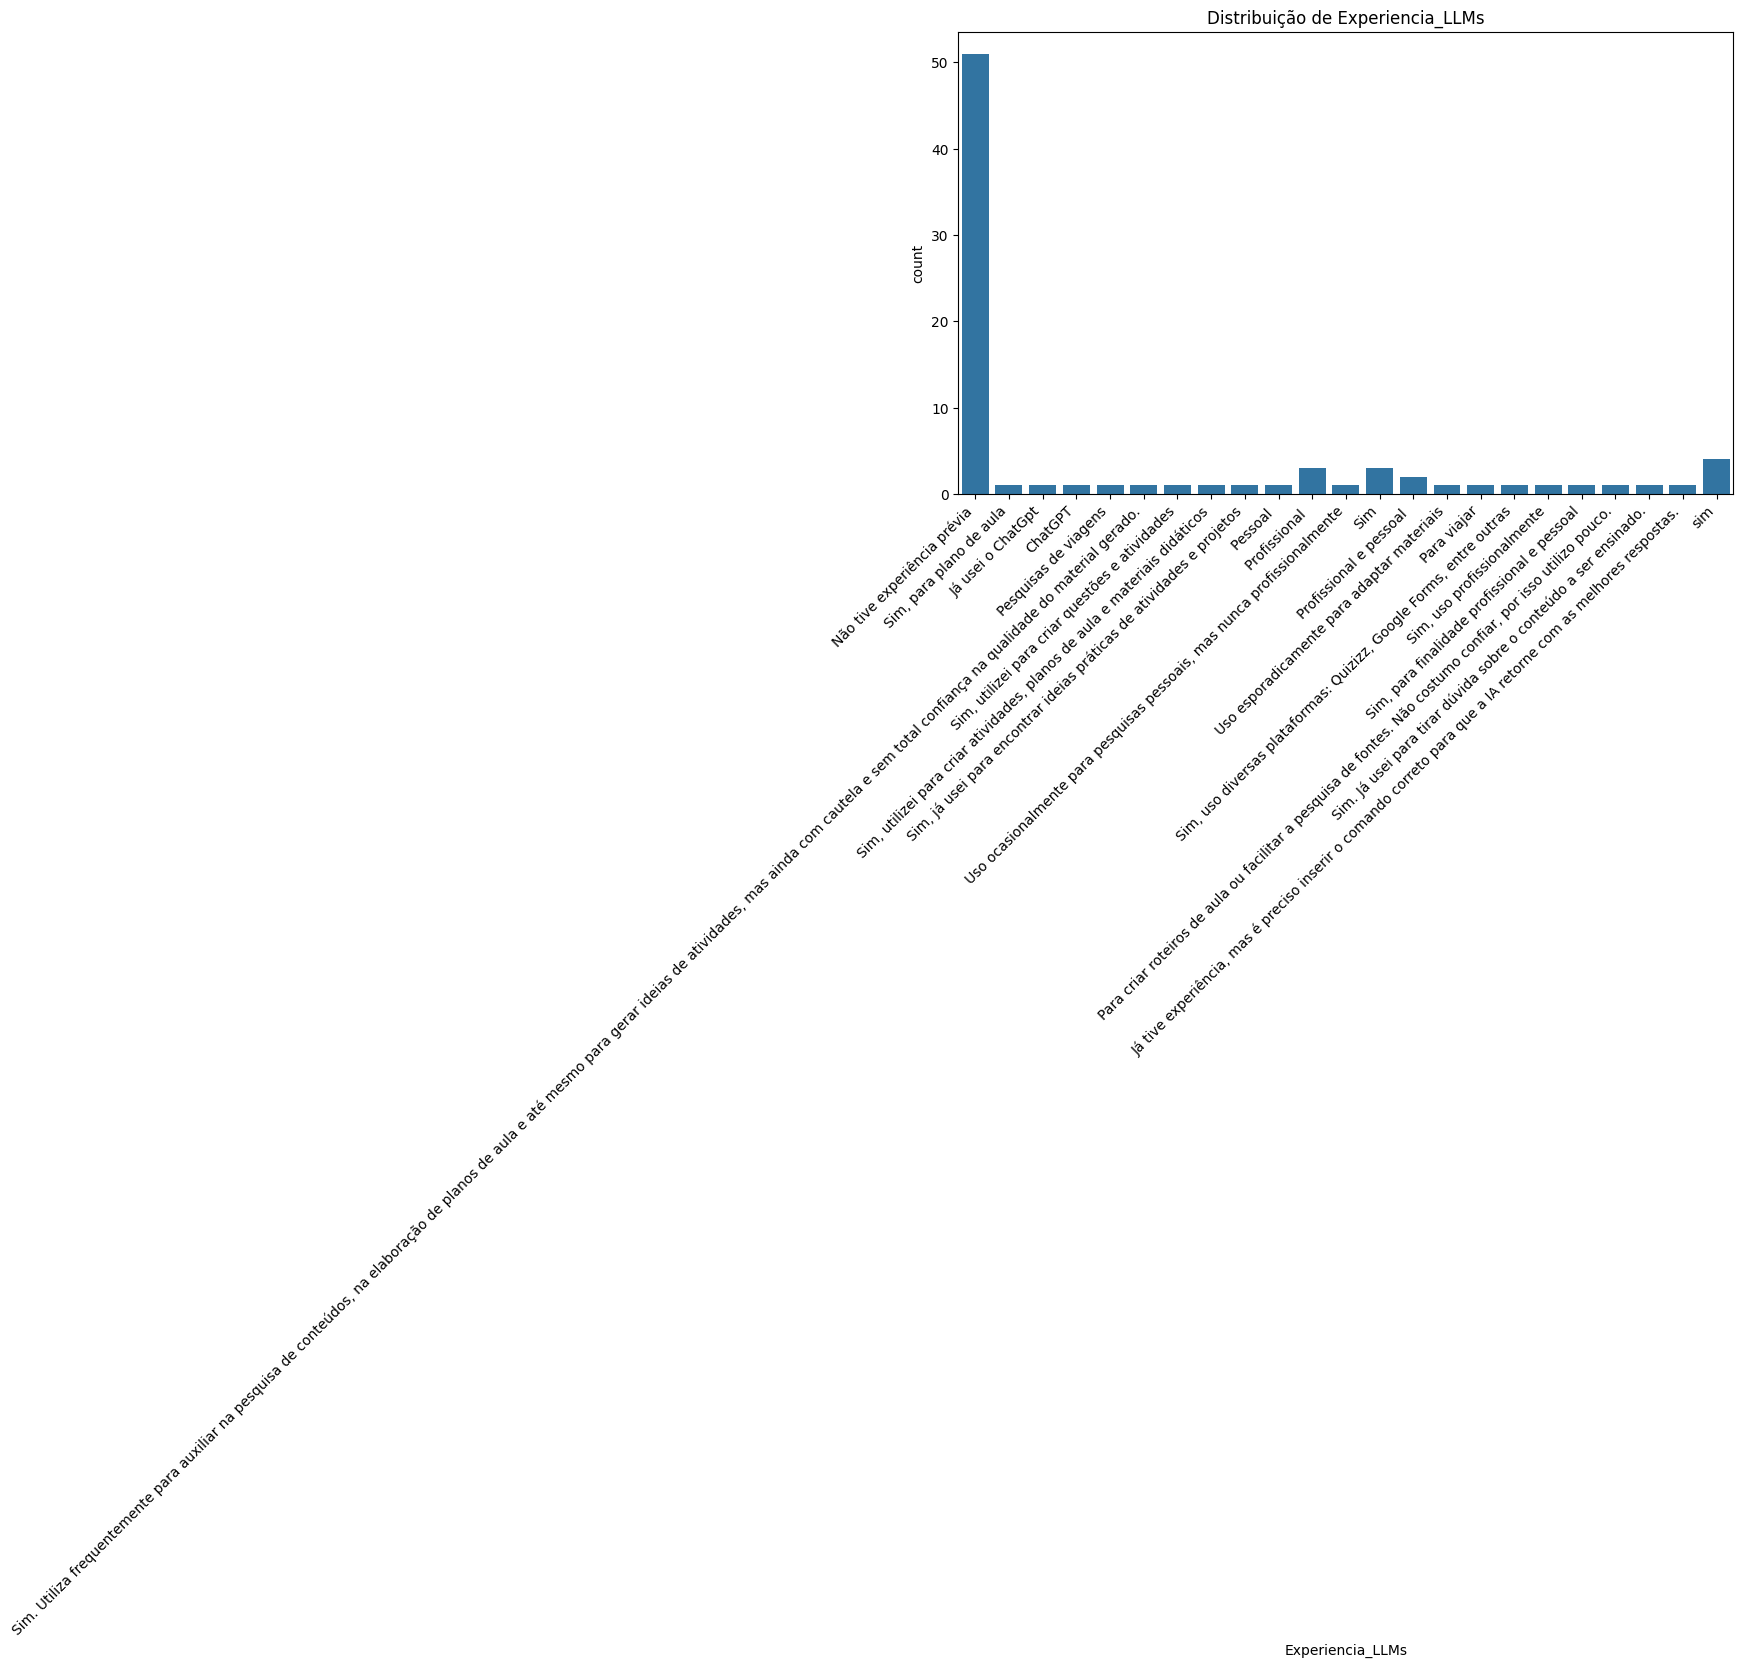 Distribuição de Experiencia_LLMs
50
40
30
20
10
0
count
Não tive experiência prévia
Sim, para plano de aula
Já usei o ChatGpt
ChatGPT
Pesquisas de viagens
Sim. Utiliza frequentemente para auxiliar na pesquisa de conteúdos, na elaboração de planos de aula e até mesmo para gerar ideias de atividades, mas ainda com cautela e sem total confiança na qualidade do material gerado.
Sim, utilizei para criar questões e atividades
Sim, utilizei para criar atividades, planos de aula e materiais didáticos
Sim, já usei para encontrar ideias práticas de atividades e projetos
Pessoal
Profissional
Uso ocasionalmente para pesquisas pessoais, mas nunca profissionalmente
Sim
Profissional e pessoal
Uso esporadicamente para adaptar materiais
Para viajar
Sim, uso diversas plataformas: Quizizz, Google Forms, entre outras
Sim, uso profissionalmente
Sim, para finalidade profissional e pessoal
Para criar roteiros de aula ou facilitar a pesquisa de fontes. Não costumo confiar, por isso utilizo pouco.
Sim. Já usei para tirar dúvida sobre o conteúdo a ser ensinado.
Já tive experiência, mas é preciso inserir o comando correto para que a IA retorne com as melhores respostas.
sim
Experiencia_LLMs